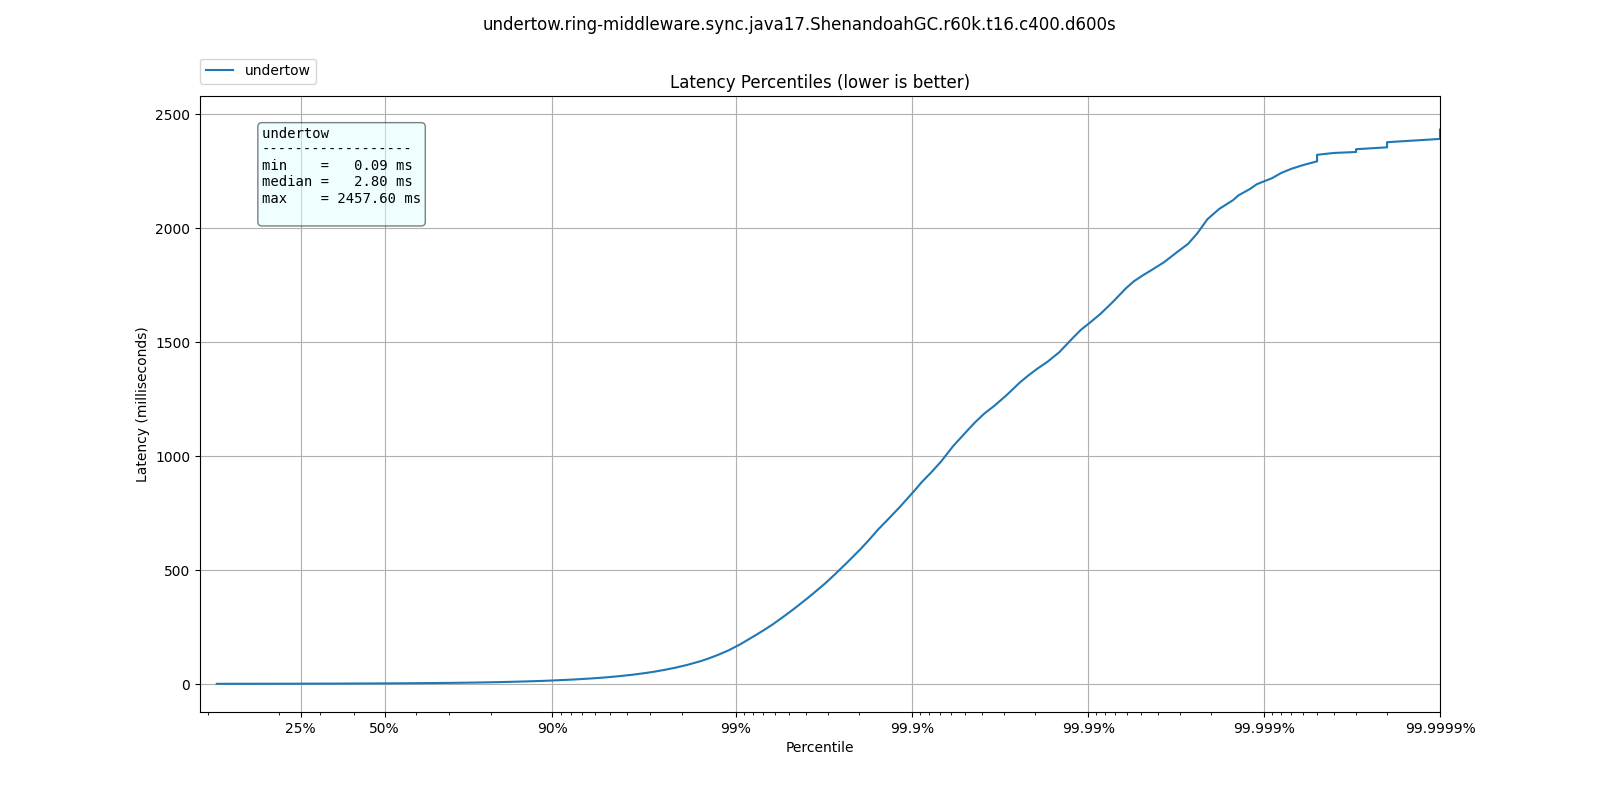 undertow.ring-middleware.sync.java17.ShenandoahGC.r60k.t16.c400.d600s
undertow
Latency Percentiles (lower is better)
2500
2000
1500
1000
500
0
Latency (milliseconds)
undertow
------------------
min    =   0.09 ms
median =   2.80 ms
max    = 2457.60 ms
25% 50% 90% 99% 99.9% 99.99% 99.999% 99.9999%
Percentile